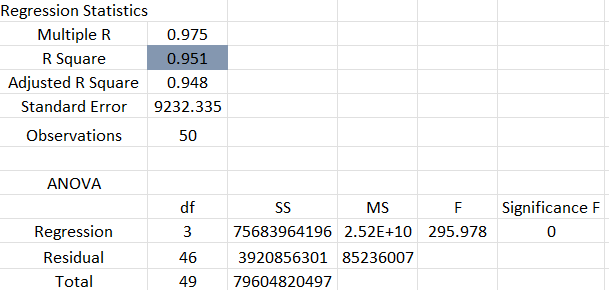 Regression Statistics
Multiple R 0.975
R Square 0.951
Adjusted R Square 0.948
Standard Error 9232.335
Observations 50
ANOVA
df SS MS F Significance F
Regression 3 75683964196 2.52E+10 295.978 0
Residual 46 3920856301 85236007
Total 49 79604820497